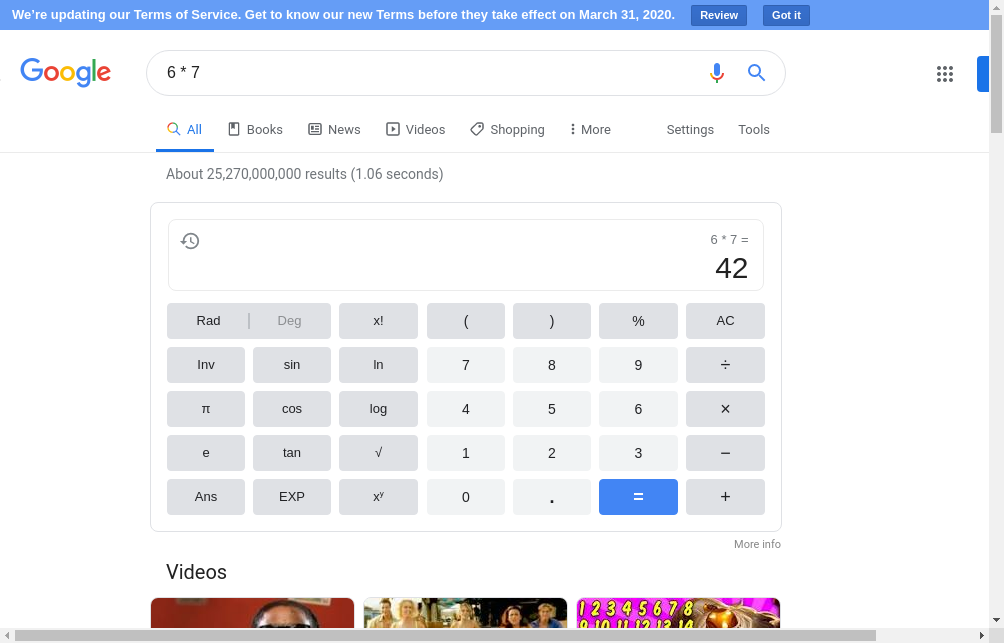 We're updating our Terms of Service. Get to know our new Terms before they take effect on March 31, 2020. Review Got it
Google 6 * 7
All Books News Videos Shopping More Settings Tools
About 25,270,000,000 results (1.06 seconds)
6 * 7 =
42
Rad Deg x! ( ) % AC
Inv sin ln 7 8 9 ÷
π cos log 4 5 6 ×
e tan √ 1 2 3 −
Ans EXP xʸ 0 . = +
More info
Videos
1 2 3 4 5 6 7 8
9 10 11 12 13 14